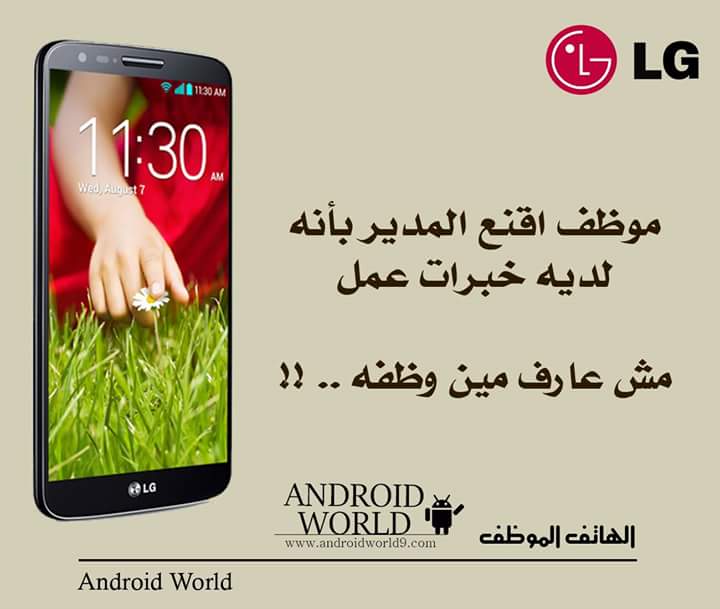 LG
11:30 AM
11:30 AM
Wed, August 7
موظف اقنع المدير بأنه
لديه خبرات عمل
مش عارف مين وظفه .. !!
LG
ANDROID
WORLD
www.androidworld9.com
الهاتف الموظف
Android World